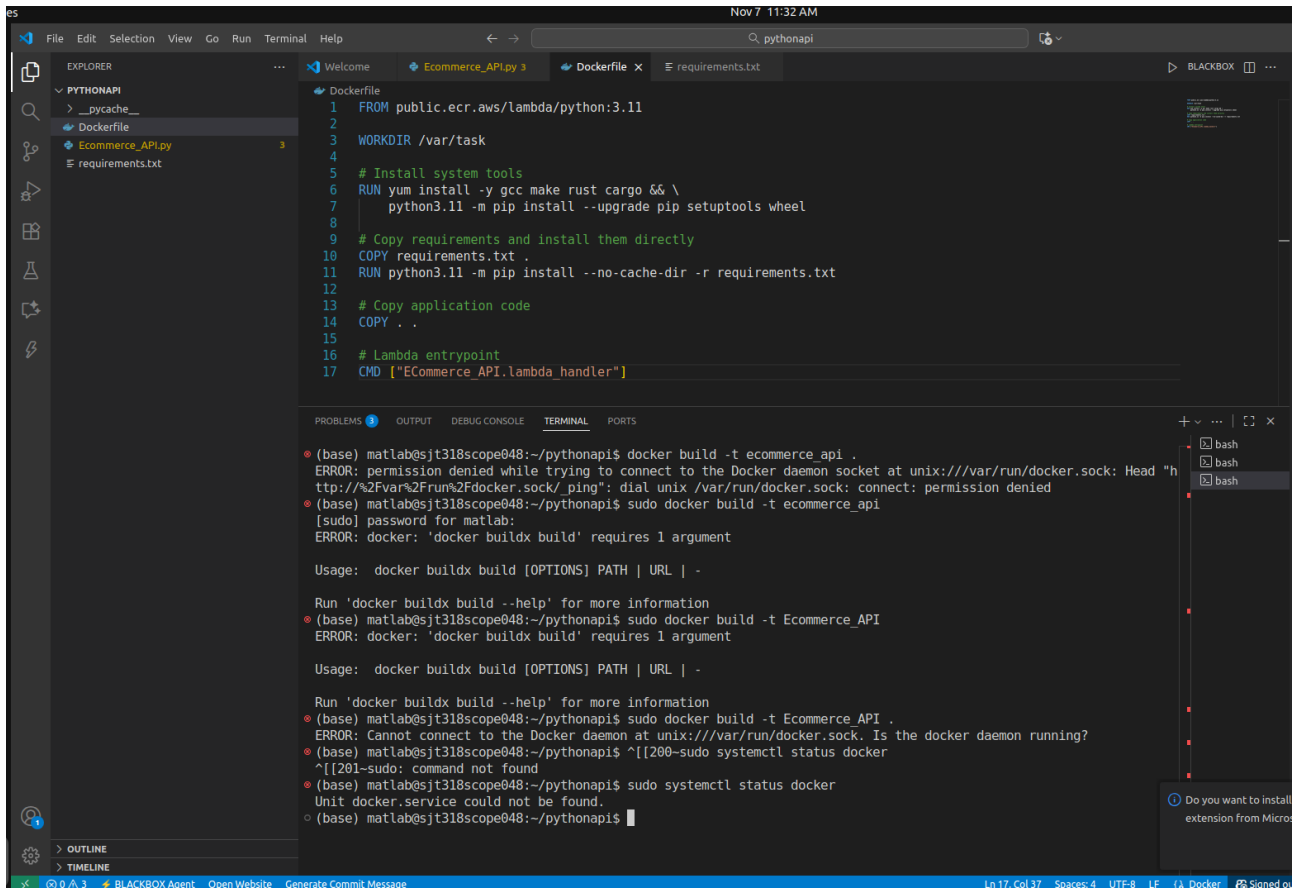 es
Nov 7 11:32 AM
File Edit Selection View Go Run Terminal Help
pythonapi
EXPLORER
Welcome
Ecommerce_API.py 3
Dockerfile
requirements.txt
BLACKBOX
PYTHONAPI
__pycache__
Dockerfile
Ecommerce_API.py 3
requirements.txt
Dockerfile
1 FROM public.ecr.aws/lambda/python:3.11
2
3 WORKDIR /var/task
4
5 # Install system tools
6 RUN yum install -y gcc make rust cargo && \
7 python3.11 -m pip install --upgrade pip setuptools wheel
8
9 # Copy requirements and install them directly
10 COPY requirements.txt .
11 RUN python3.11 -m pip install --no-cache-dir -r requirements.txt
12
13 # Copy application code
14 COPY . .
15
16 # Lambda entrypoint
17 CMD ["ECommerce_API.lambda_handler"]
PROBLEMS 3 OUTPUT DEBUG CONSOLE TERMINAL PORTS
bash
bash
bash
(base) matlab@sjt318scope048:~/pythonapi$ docker build -t ecommerce_api .
ERROR: permission denied while trying to connect to the Docker daemon socket at unix:///var/run/docker.sock: Head "h
ttp://%2Fvar%2Frun%2Fdocker.sock/_ping": dial unix /var/run/docker.sock: connect: permission denied
(base) matlab@sjt318scope048:~/pythonapi$ sudo docker build -t ecommerce_api
[sudo] password for matlab:
ERROR: docker: 'docker buildx build' requires 1 argument
Usage: docker buildx build [OPTIONS] PATH | URL | -
Run 'docker buildx build --help' for more information
(base) matlab@sjt318scope048:~/pythonapi$ sudo docker build -t Ecommerce_API
ERROR: docker: 'docker buildx build' requires 1 argument
Usage: docker buildx build [OPTIONS] PATH | URL | -
Run 'docker buildx build --help' for more information
(base) matlab@sjt318scope048:~/pythonapi$ sudo docker build -t Ecommerce_API .
ERROR: Cannot connect to the Docker daemon at unix:///var/run/docker.sock. Is the docker daemon running?
(base) matlab@sjt318scope048:~/pythonapi$ ^[[200~sudo systemctl status docker
^[[201~sudo: command not found
(base) matlab@sjt318scope048:~/pythonapi$ sudo systemctl status docker
Unit docker.service could not be found.
(base) matlab@sjt318scope048:~/pythonapi$
Do you want to install
extension from Micros
1
OUTLINE
TIMELINE
0 3 BLACKBOX Agent Open Website Generate Commit Message
Ln 17, Col 37 Spaces: 4 UTF-8 LF Docker Signed ou